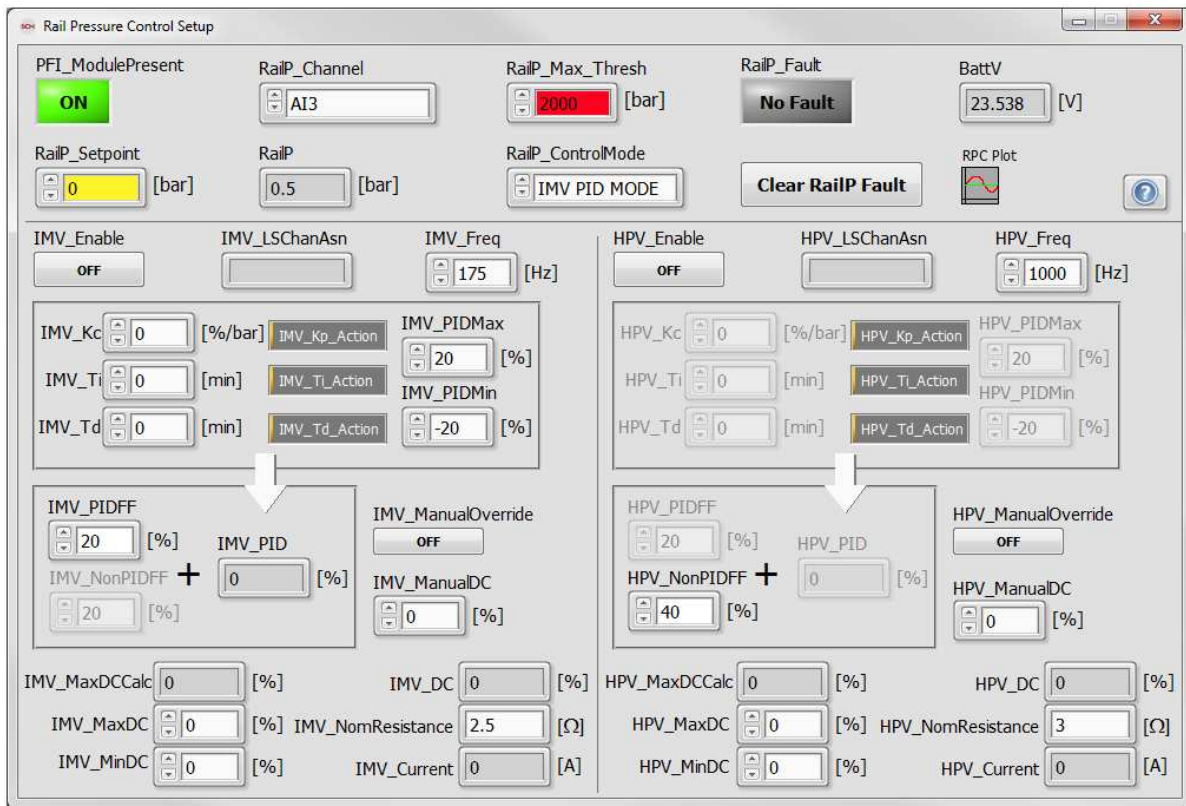 SCM Rail Pressure Control Setup
PFI_ModulePresent RailP_Channel RailP_Max_Thresh RailP_Fault BattV
ON AI3 2000 [bar] No Fault 23.538 [V]
RailP_Setpoint RailP RailP_ControlMode RPC Plot
0 [bar] 0.5 [bar] IMV PID MODE Clear RailP Fault ?
IMV_Enable IMV_LSChanAsn IMV_Freq
OFF 175 [Hz]
IMV_Kc 0 [%/bar] IMV_Kp_Action IMV_PIDMax
20 [%]
IMV_Ti 0 [min] IMV_Ti_Action IMV_PIDMin
IMV_Td 0 [min] IMV_Td_Action -20 [%]
IMV_PIDFF IMV_ManualOverride
20 [%] IMV_PID OFF
IMV_NonPIDFF + 0 [%] IMV_ManualDC
20 [%] 0 [%]
IMV_MaxDCCalc 0 [%] IMV_DC 0 [%]
IMV_MaxDC 0 [%] IMV_NomResistance 2.5 [Ω]
IMV_MinDC 0 [%] IMV_Current 0 [A]
HPV_Enable HPV_LSChanAsn HPV_Freq
OFF 1000 [Hz]
HPV_Kc 0 [%/bar] HPV_Kp_Action HPV_PIDMax
20 [%]
HPV_Ti 0 [min] HPV_Ti_Action HPV_PIDMin
HPV_Td 0 [min] HPV_Td_Action -20 [%]
HPV_PIDFF HPV_ManualOverride
20 [%] HPV_PID OFF
HPV_NonPIDFF + 0 [%] HPV_ManualDC
40 [%] 0 [%]
HPV_MaxDCCalc 0 [%] HPV_DC 0 [%]
HPV_MaxDC 0 [%] HPV_NomResistance 3 [Ω]
HPV_MinDC 0 [%] HPV_Current 0 [A]